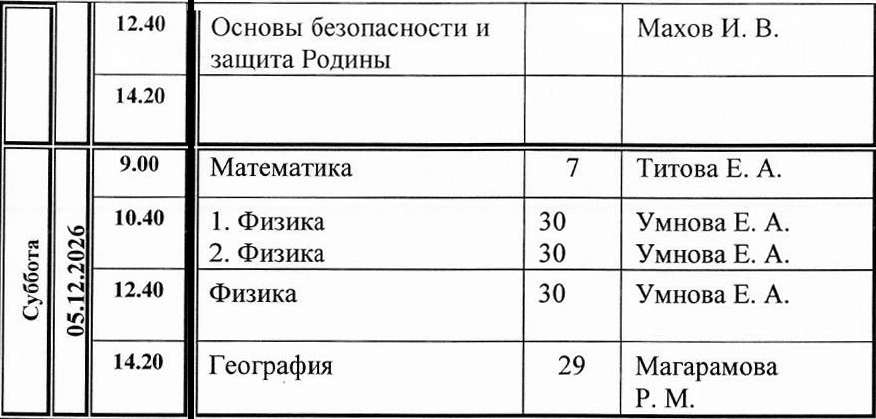 12.40 Основы безопасности и Махов И. В.
защита Родины
14.20
Суббота
05.12.2026
9.00 Математика 7 Титова Е. А.
10.40 1. Физика 30 Умнова Е. А.
2. Физика 30 Умнова Е. А.
12.40 Физика 30 Умнова Е. А.
14.20 География 29 Магарамова
Р. М.